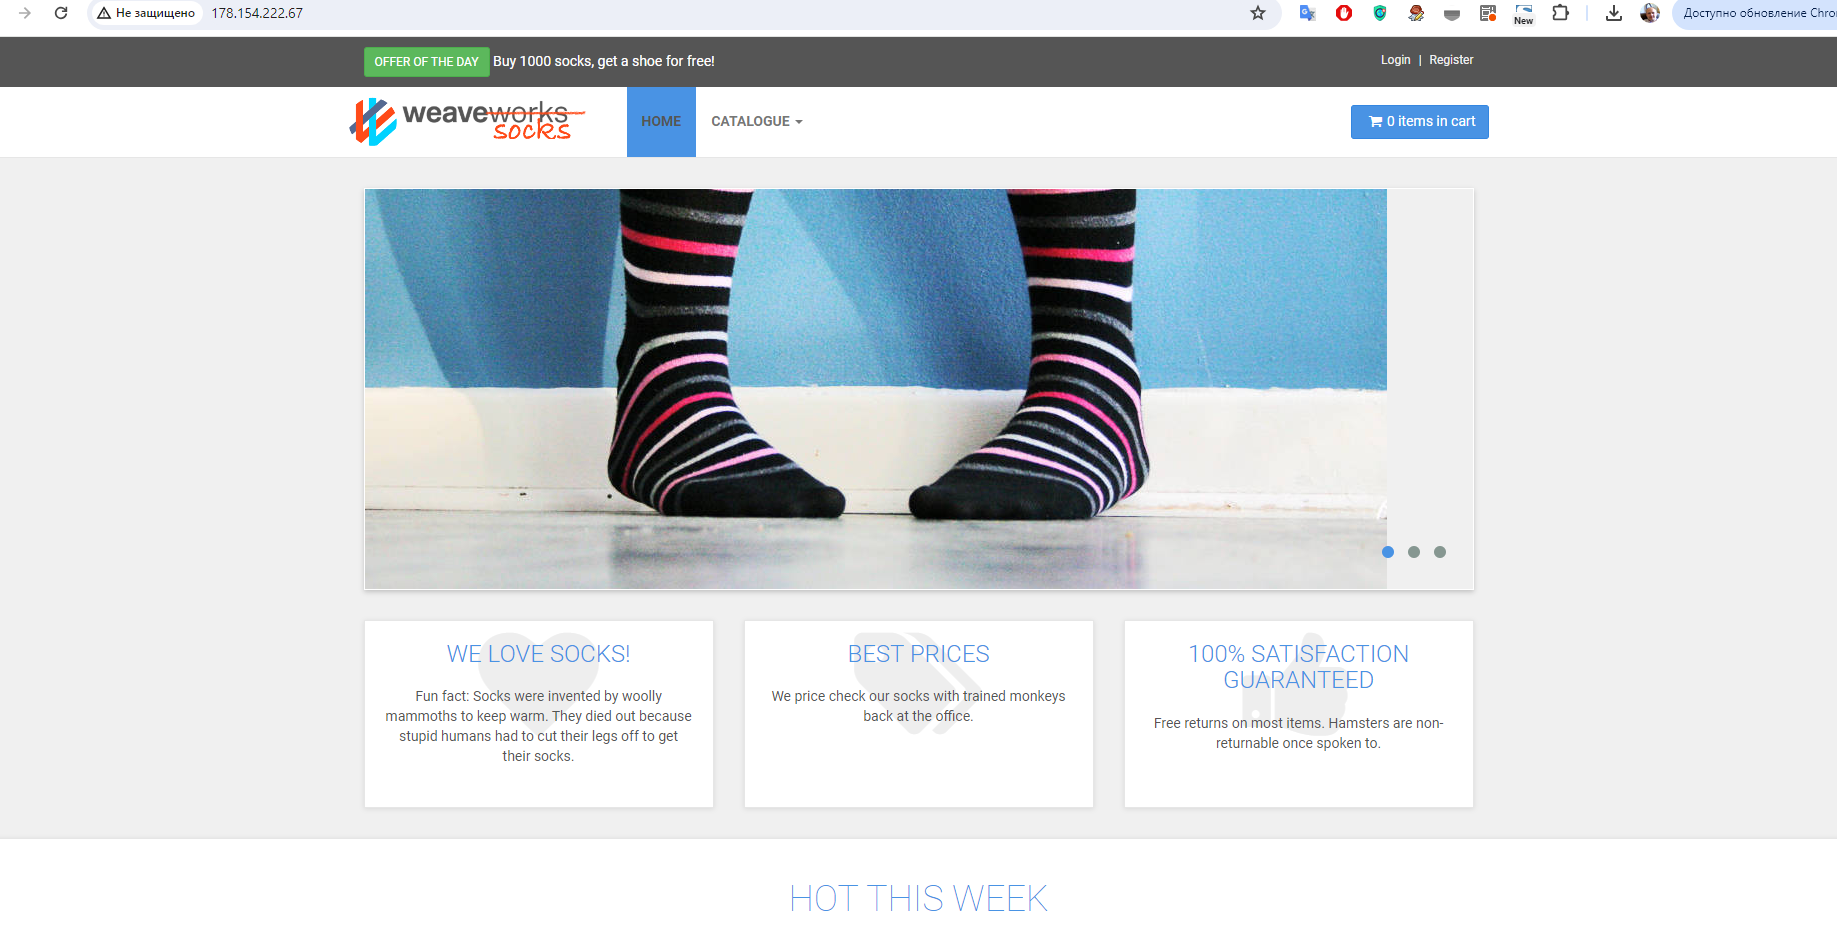 Не защищено 178.154.222.67 New Доступно обновление Chro
OFFER OF THE DAY Buy 1000 socks, get a shoe for free! Login | Register
weaveworks
socks
HOME CATALOGUE 0 items in cart
WE LOVE SOCKS!
Fun fact: Socks were invented by woolly
mammoths to keep warm. They died out because
stupid humans had to cut their legs off to get
their socks.
BEST PRICES
We price check our socks with trained monkeys
back at the office.
100% SATISFACTION
GUARANTEED
Free returns on most items. Hamsters are non-
returnable once spoken to.
HOT THIS WEEK